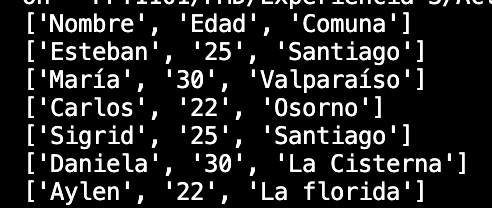 ['Nombre', 'Edad', 'Comuna']
['Esteban', '25', 'Santiago']
['María', '30', 'Valparaíso']
['Carlos', '22', 'Osorno']
['Sigrid', '25', 'Santiago']
['Daniela', '30', 'La Cisterna']
['Aylen', '22', 'La florida']